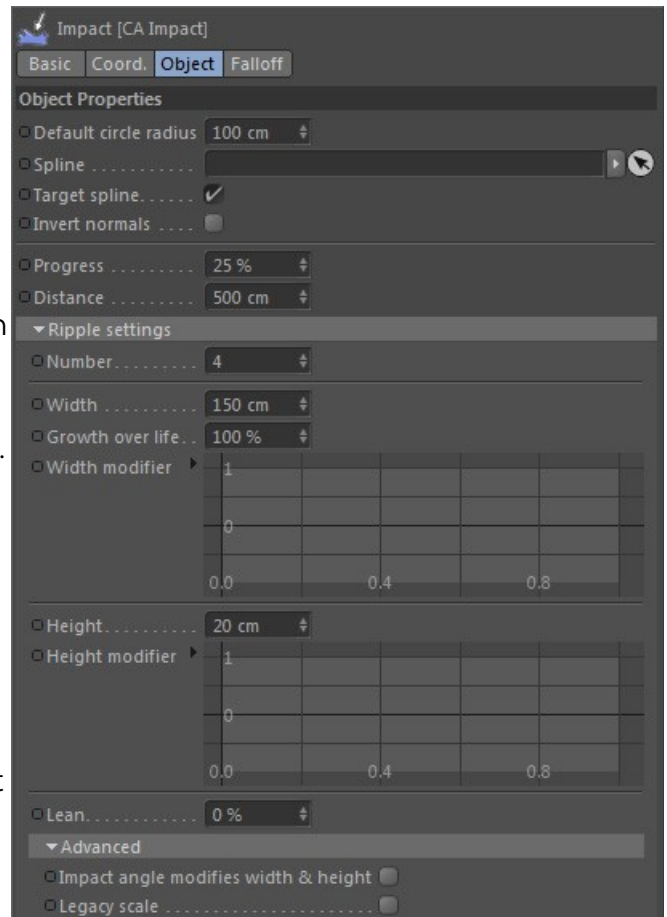 Impact [CA Impact]
Basic Coord. Object Falloff
Object Properties
Default circle radius 100 cm
Spline . . . . . . . . . . .
Target spline. . . . . .
Invert normals . . . .
Progress . . . . . . . . . 25 %
Distance . . . . . . . . . 500 cm
Ripple settings
Number. . . . . . . . . 4
Width . . . . . . . . . . 150 cm
Growth over life. . 100 %
Width modifier
1
0
0.0 0.4 0.8
Height. . . . . . . . . . 20 cm
Height modifier
1
0
0.0 0.4 0.8
Lean. . . . . . . . . . . . 0 %
Advanced
Impact angle modifies width & height
Legacy scale . . . . . . . . . . . . . . . . . . . . . .